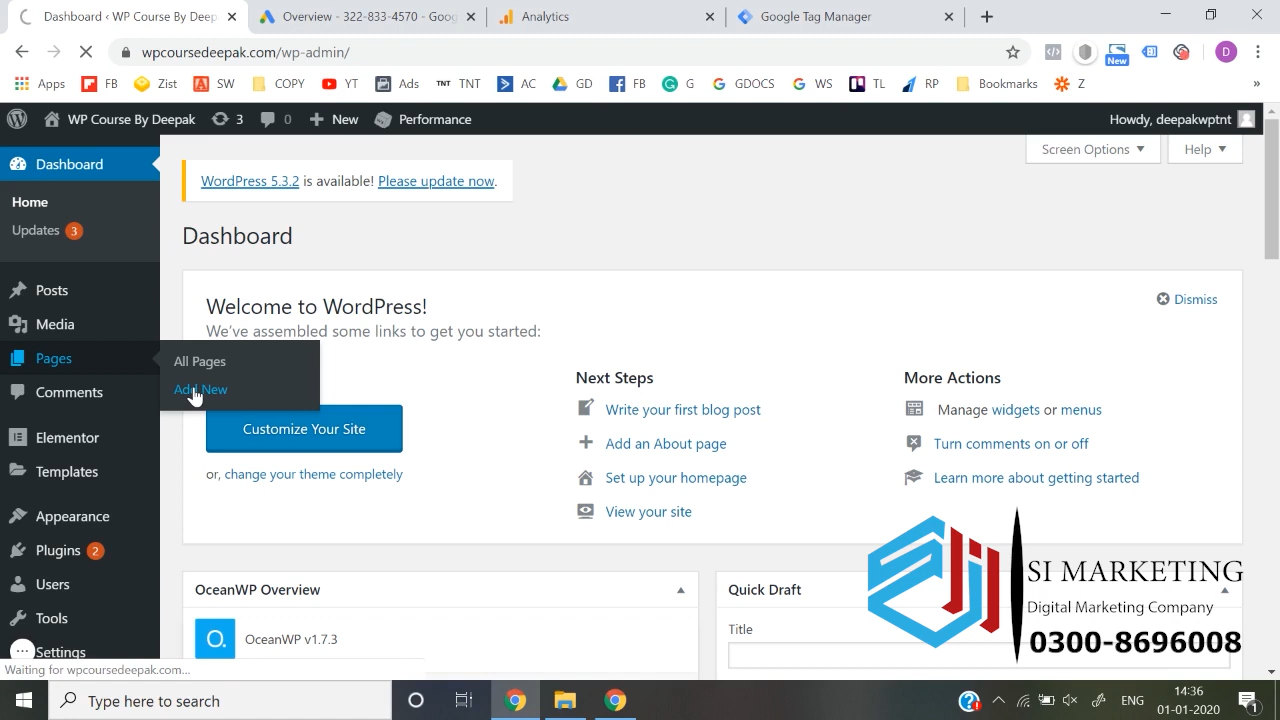 Dashboard ‹ WP Course By Deep
Overview - 322-833-4570 - Goog
Analytics
Google Tag Manager
wpcoursedeepak.com/wp-admin/
New
D
Apps
FB
Zist
SW
COPY
YT
Ads
TNT TNT
AC
GD
FB
G
GDOCS
WS
TL
RP
Bookmarks
Z
»
WP Course By Deepak
3
0
New
Performance
Howdy, deepakwptnt
Dashboard
Screen Options
Help
WordPress 5.3.2 is available! Please update now.
Home
Updates 3
Dashboard
Posts
Media
Pages
Comments
Elementor
Templates
Appearance
Plugins 2
Users
Tools
Settings
All Pages
Add New
Welcome to WordPress!
We've assembled some links to get you started:
Dismiss
Customize Your Site
or, change your theme completely
Next Steps
Write your first blog post
Add an About page
Set up your homepage
View your site
More Actions
Manage widgets or menus
Turn comments on or off
Learn more about getting started
OceanWP Overview
O.
OceanWP v1.7.3
Quick Draft
Title
SI MARKETING
Digital Marketing Company
0300-8696008
Waiting for wpcoursedeepak.com...
Type here to search
ENG
14:36
01-01-2020
1